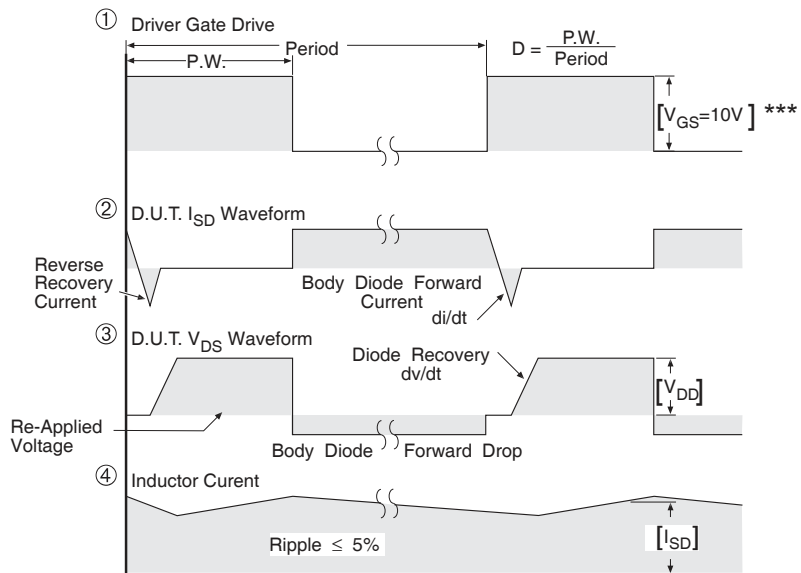 ① Driver Gate Drive
Period
P.W.
D = P.W. / Period
[VGS=10V] ***
② D.U.T. ISD Waveform
Reverse
Recovery
Current
Body Diode Forward
Current
di/dt
③ D.U.T. VDS Waveform
Diode Recovery
dv/dt
[VDD]
Re-Applied
Voltage
Body Diode Forward Drop
④ Inductor Curent
Ripple ≤ 5%
[ISD]